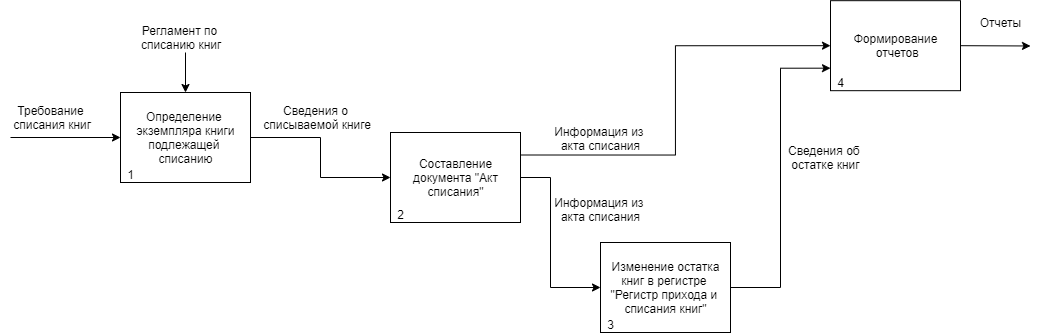 Регламент по
списанию книг
Требование
списания книг
Определение
экземпляра книги
подлежащей
списанию
1
Сведения о
списываемой книге
Составление
документа "Акт
списания"
2
Информация из
акта списания
Информация из
акта списания
Изменение остатка
книг в регистре
"Регистр прихода и
списания книг"
3
Сведения об
остатке книг
Формирование
отчетов
4
Отчеты